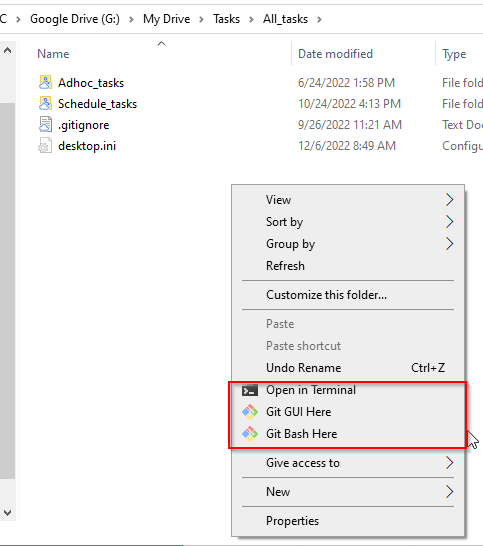 C > Google Drive (G:) > My Drive > Tasks > All_tasks >
Name Date modified Type
Adhoc_tasks 6/24/2022 1:58 PM File fold
Schedule_tasks 10/24/2022 4:13 PM File fold
.gitignore 9/26/2022 11:21 AM Text Doc
desktop.ini 12/6/2022 8:49 AM Configu
View
Sort by
Group by
Refresh
Customize this folder...
Paste
Paste shortcut
Undo Rename Ctrl+Z
Open in Terminal
Git GUI Here
Git Bash Here
Give access to
New
Properties